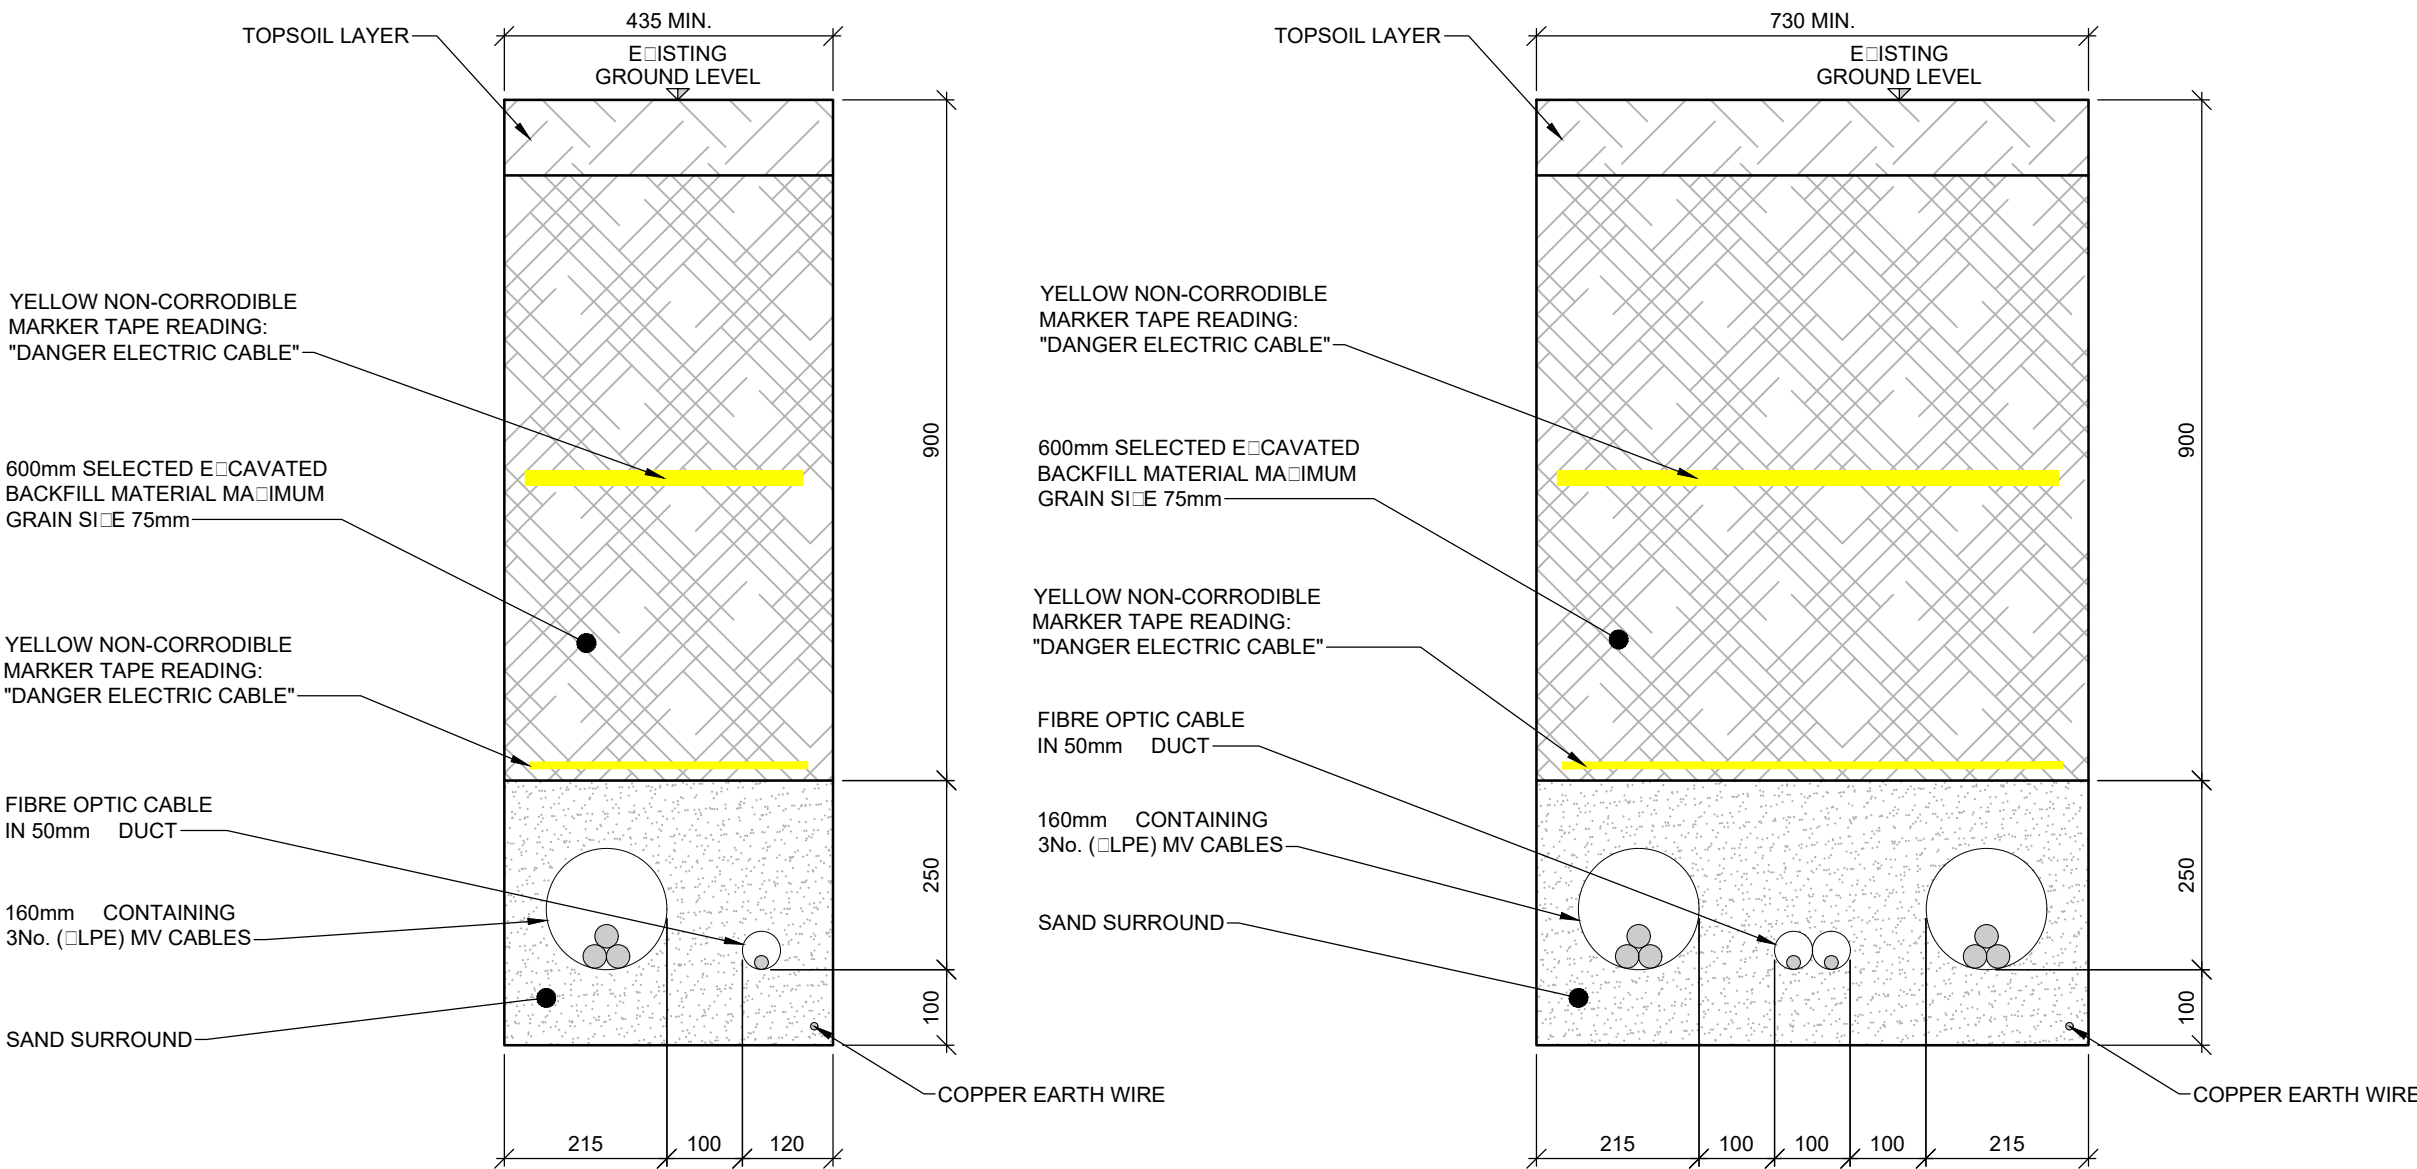 435 MIN.
TOPSOIL LAYER
E□ISTING
GROUND LEVEL
YELLOW NON-CORRODIBLE
MARKER TAPE READING:
"DANGER ELECTRIC CABLE"
900
600mm SELECTED E□CAVATED
BACKFILL MATERIAL MA□IMUM
GRAIN SI□E 75mm
YELLOW NON-CORRODIBLE
MARKER TAPE READING:
"DANGER ELECTRIC CABLE"
FIBRE OPTIC CABLE
IN 50mm DUCT
250
160mm CONTAINING
3No. (□LPE) MV CABLES
100
SAND SURROUND
COPPER EARTH WIRE
215 100 120
730 MIN.
TOPSOIL LAYER
E□ISTING
GROUND LEVEL
YELLOW NON-CORRODIBLE
MARKER TAPE READING:
"DANGER ELECTRIC CABLE"
900
600mm SELECTED E□CAVATED
BACKFILL MATERIAL MA□IMUM
GRAIN SI□E 75mm
YELLOW NON-CORRODIBLE
MARKER TAPE READING:
"DANGER ELECTRIC CABLE"
FIBRE OPTIC CABLE
IN 50mm DUCT
160mm CONTAINING
3No. (□LPE) MV CABLES
250
SAND SURROUND
100
COPPER EARTH WIRE
215 100 100 100 215